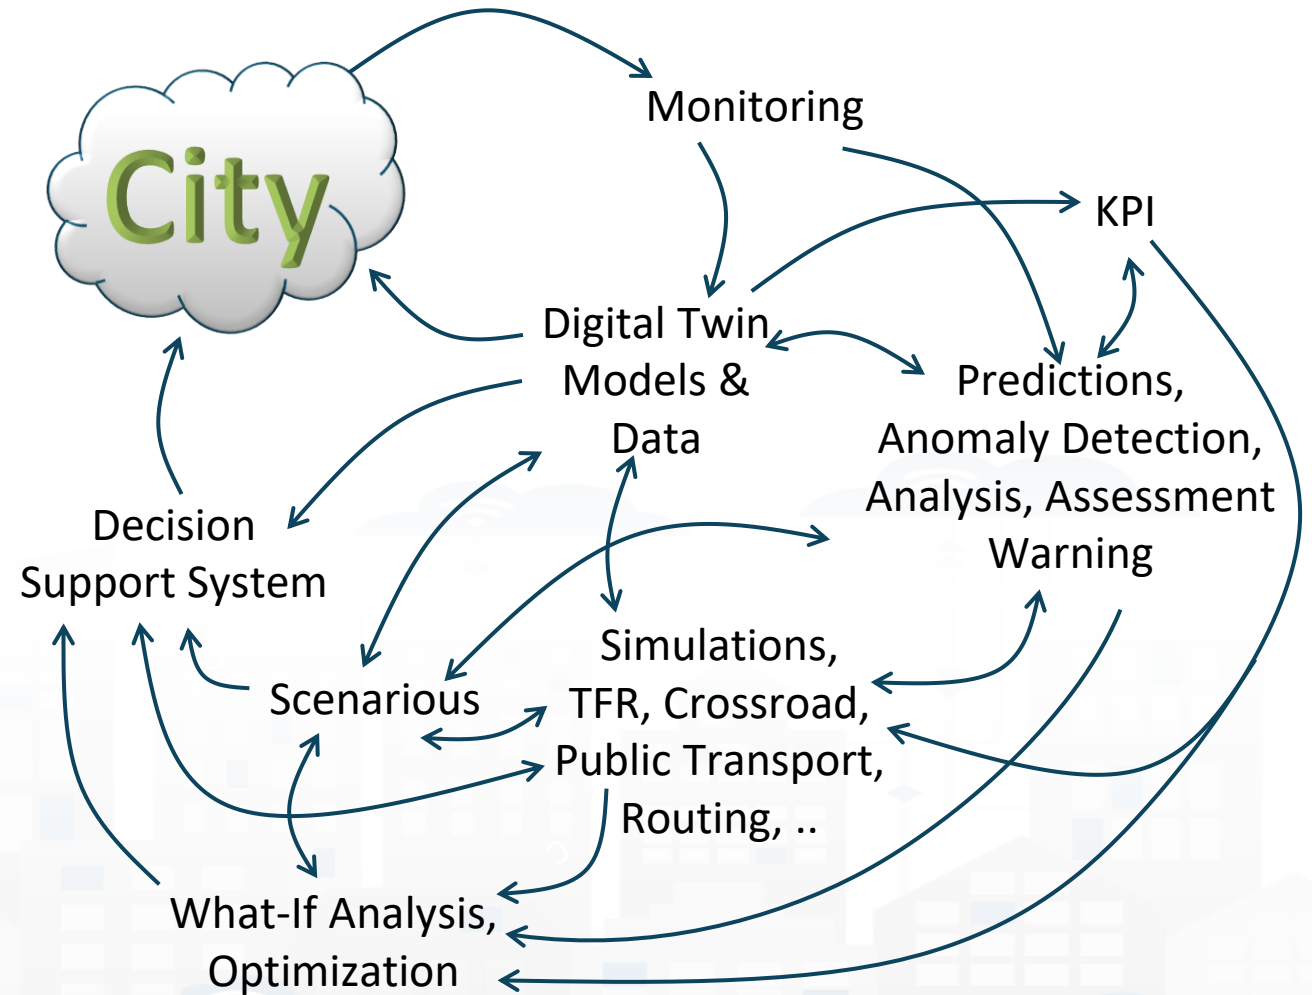 City
Monitoring
KPI
Digital Twin
Models &
Data
Predictions,
Anomaly Detection,
Analysis, Assessment
Warning
Decision
Support System
Simulations,
TFR, Crossroad,
Public Transport,
Routing, ..
Scenarious
What-If Analysis,
Optimization